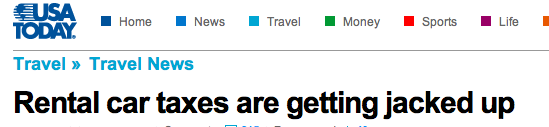 USA TODAY.
Home News Travel Money Sports Life
Travel » Travel News
Rental car taxes are getting jacked up